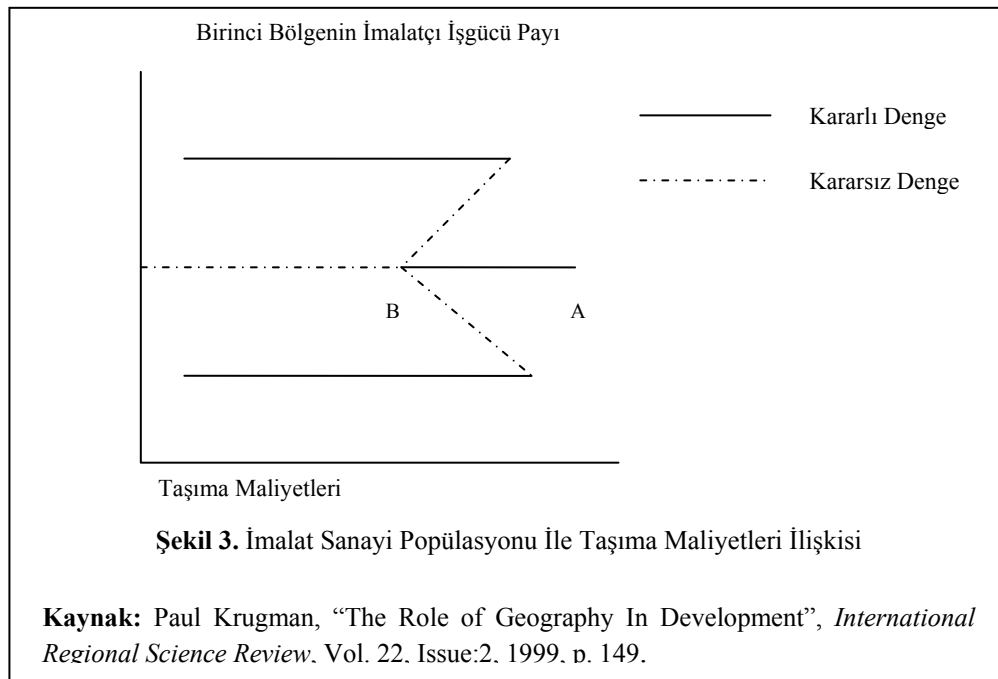 Birinci Bölgenin İmalatçı İşgücü Payı
Kararlı Denge
Kararsız Denge
B
A
Taşıma Maliyetleri
Şekil 3. İmalat Sanayi Popülasyonu İle Taşıma Maliyetleri İlişkisi
Kaynak: Paul Krugman, “The Role of Geography In Development”, International
Regional Science Review, Vol. 22, Issue:2, 1999, p. 149.